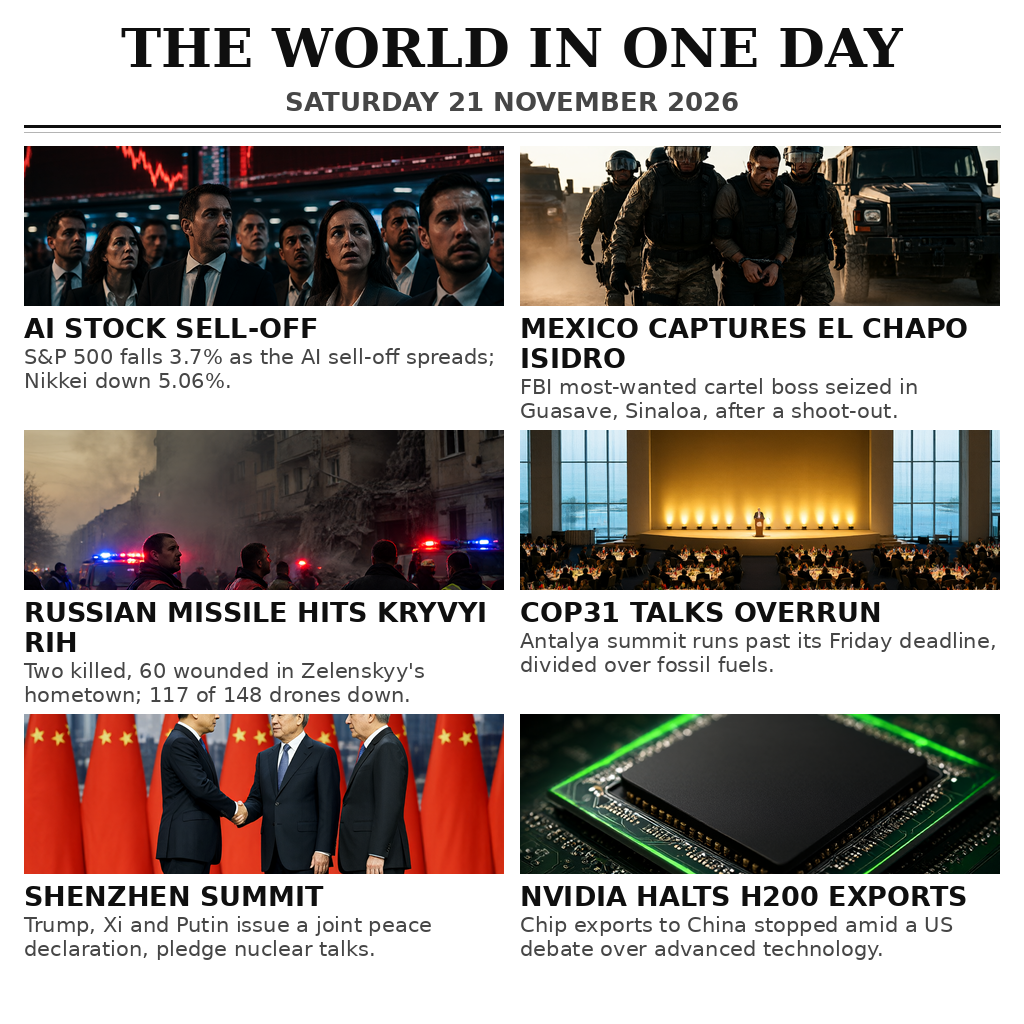 THE WORLD IN ONE DAY
SATURDAY 21 NOVEMBER 2026
AI STOCK SELL-OFF
S&P 500 falls 3.7% as the AI sell-off spreads;
Nikkei down 5.06%.
MEXICO CAPTURES EL CHAPO
ISIDRO
FBI most-wanted cartel boss seized in
Guasave, Sinaloa, after a shoot-out.
RUSSIAN MISSILE HITS KRYVYI
RIH
Two killed, 60 wounded in Zelenskyy's
hometown; 117 of 148 drones down.
COP31 TALKS OVERRUN
Antalya summit runs past its Friday deadline,
divided over fossil fuels.
SHENZHEN SUMMIT
Trump, Xi and Putin issue a joint peace
declaration, pledge nuclear talks.
NVIDIA HALTS H200 EXPORTS
Chip exports to China stopped amid a US
debate over advanced technology.